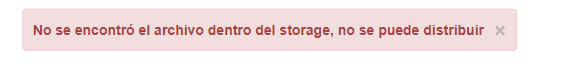 No se encontró el archivo dentro del storage, no se puede distribuir ×